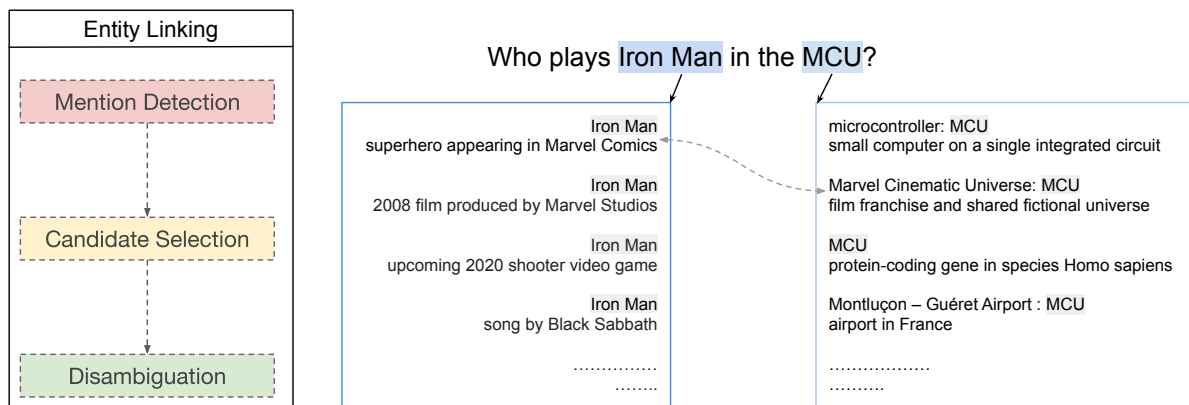 Entity Linking
Mention Detection
Candidate Selection
Disambiguation
Who plays Iron Man in the MCU?
Iron Man
superhero appearing in Marvel Comics
Iron Man
2008 film produced by Marvel Studios
Iron Man
upcoming 2020 shooter video game
Iron Man
song by Black Sabbath
……………
……..
microcontroller: MCU
small computer on a single integrated circuit
Marvel Cinematic Universe: MCU
film franchise and shared fictional universe
MCU
protein-coding gene in species Homo sapiens
Montluçon – Guéret Airport : MCU
airport in France
………………
……….